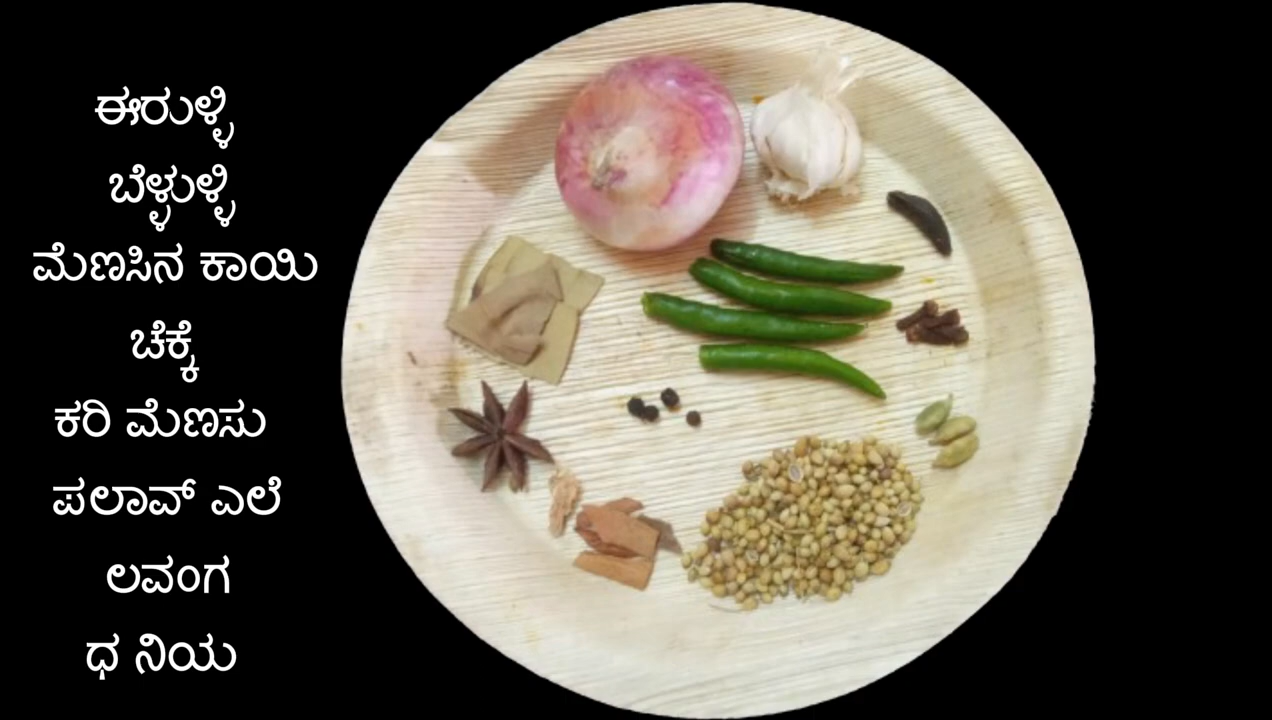 ಈರುಳ್ಳಿ
ಬೆಳ್ಳುಳ್ಳಿ
ಮೆಣಸಿನ ಕಾಯಿ
ಚೆಕ್ಕೆ
ಕರಿ ಮೆಣಸು
ಪಲಾವ್ ಎಲೆ
ಲವಂಗ
ಧ ನಿಯ